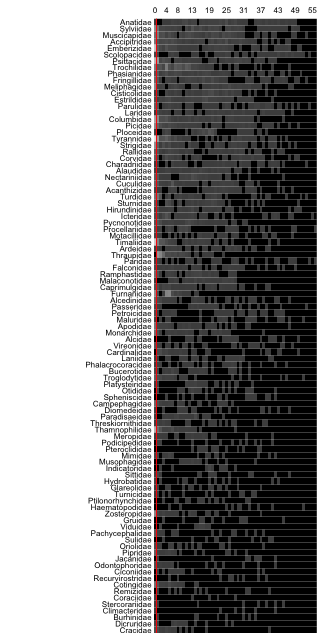 0 4 8 13 19 25 31 37 43 49 55
Anatidae
Sylviidae
Muscicapidae
Accipitridae
Emberizidae
Scolopacidae
Psittacidae
Trochilidae
Phasianidae
Fringillidae
Meliphagidae
Cisticolidae
Estrildidae
Parulidae
Laridae
Columbidae
Picidae
Ploceidae
Tyrannidae
Strigidae
Rallidae
Corvidae
Charadriidae
Alaudidae
Nectariniidae
Cuculidae
Acanthizidae
Turdidae
Sturnidae
Hirundinidae
Icteridae
Pycnonotidae
Procellariidae
Motacillidae
Timaliidae
Ardeidae
Thraupidae
Paridae
Falconidae
Ramphastidae
Malaconotidae
Caprimulgidae
Furnariidae
Alcedinidae
Passeridae
Petroicidae
Maluridae
Apodidae
Monarchidae
Alcidae
Vireonidae
Cardinalidae
Laniidae
Phalacrocoracidae
Bucerotidae
Troglodytidae
Platysteiridae
Otididae
Spheniscidae
Campephagidae
Diomedeidae
Paradisaeidae
Threskiornithidae
Thamnophilidae
Meropidae
Podicipedidae
Pteroclididae
Mimidae
Musophagidae
Indicatoridae
Sittidae
Hydrobatidae
Glareolidae
Turnicidae
Ptilonorhynchidae
Haematopodidae
Zosteropidae
Gruidae
Viduidae
Pachycephalidae
Sulidae
Oriolidae
Pipridae
Jacanidae
Odontophoridae
Ciconiidae
Recurvirostridae
Cotingidae
Remizidae
Coraciidae
Stercorariidae
Climacteridae
Burhinidae
Dicruridae
Cracidae